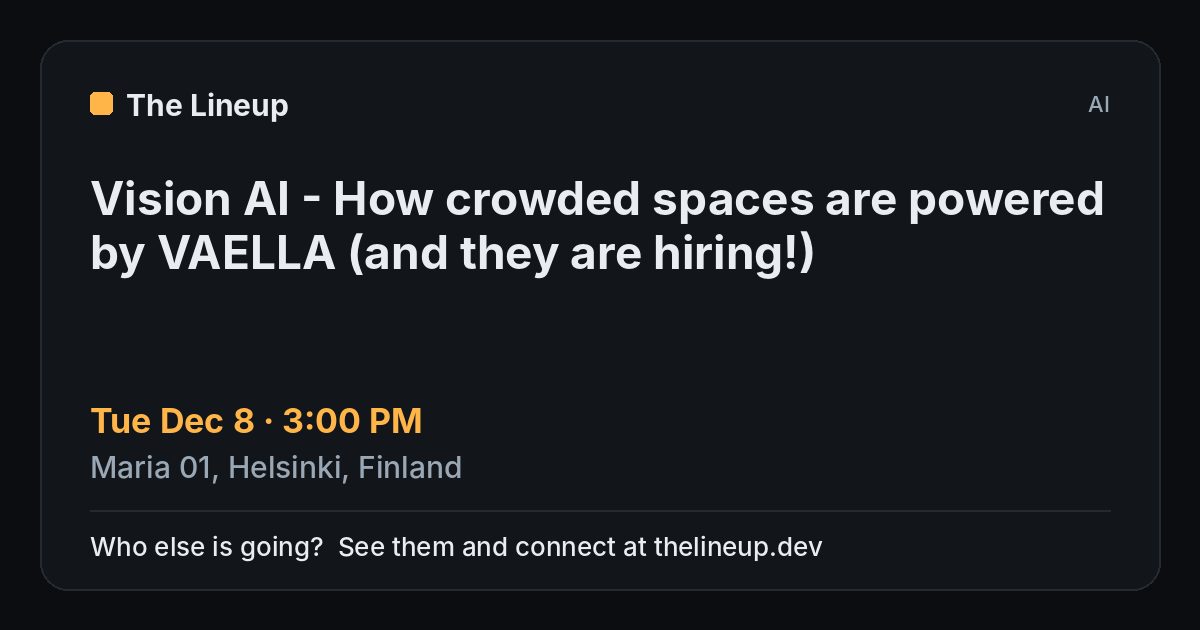 The Lineup
AI
Vision AI - How crowded spaces are powered
by VAELLA (and they are hiring!)
Tue Dec 8 · 3:00 PM
Maria 01, Helsinki, Finland
Who else is going? See them and connect at thelineup.dev